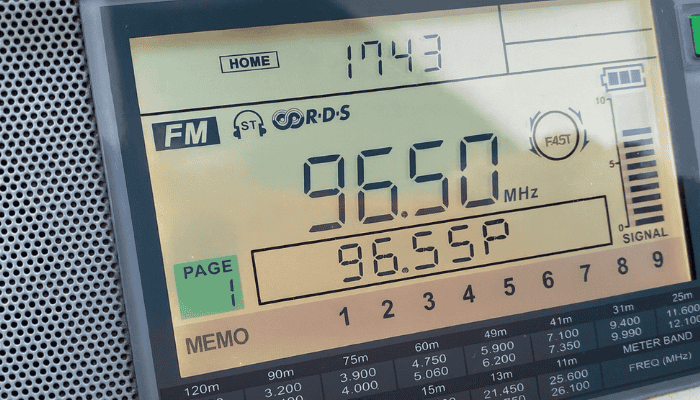 HOME 1743
FM ST R·D·S
10
FAST
96.50 MHz
5
96.5SP
0
SIGNAL
PAGE
1
1 2 3 4 5 6 7 8 9
MEMO
120m 90m 75m 60m 49m 41m 31m 25m
3.200 3.900 4.750 5.900 7.100 9.400 11.600
4.000 5.060 6.200 7.350 9.990 12.100
15m 13m 11m METER BAND
21.450 25.600 FREQ (MHz)
26.100